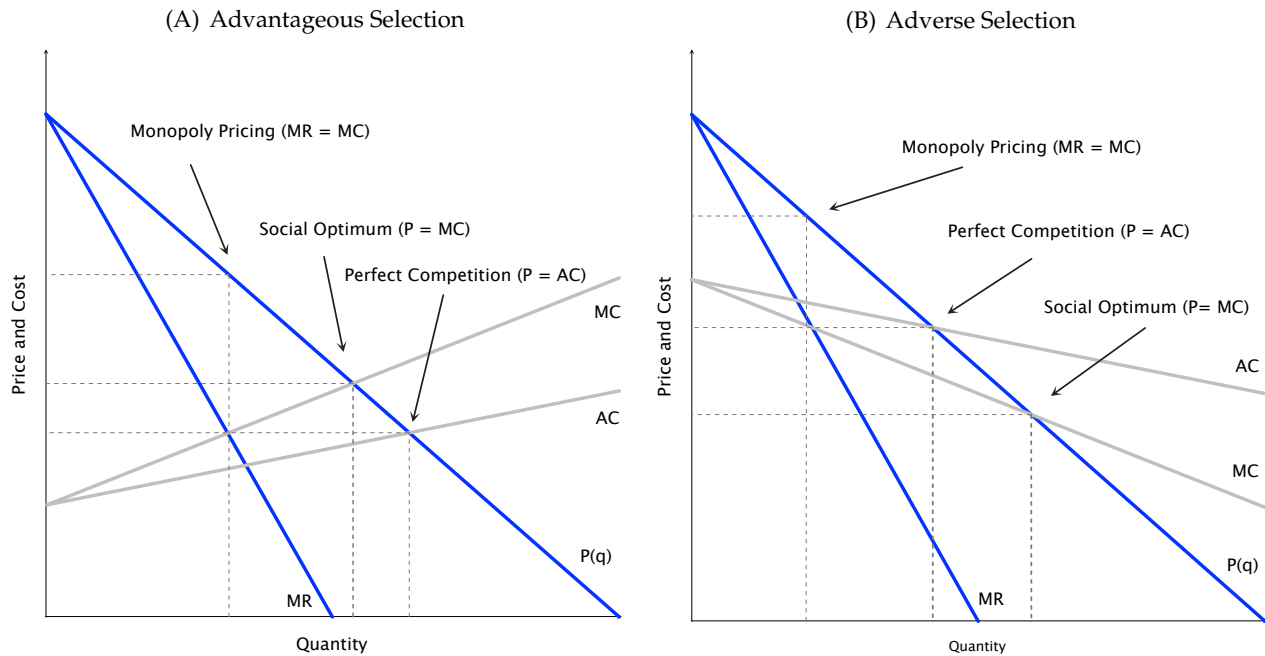 (A) Advantageous Selection
Monopoly Pricing (MR = MC)
Social Optimum (P = MC)
Perfect Competition (P = AC)
MC
AC
P(q)
MR
Price and Cost
Quantity
(B) Adverse Selection
Monopoly Pricing (MR = MC)
Perfect Competition (P = AC)
Social Optimum (P= MC)
AC
MC
P(q)
MR
Price and Cost
Quantity